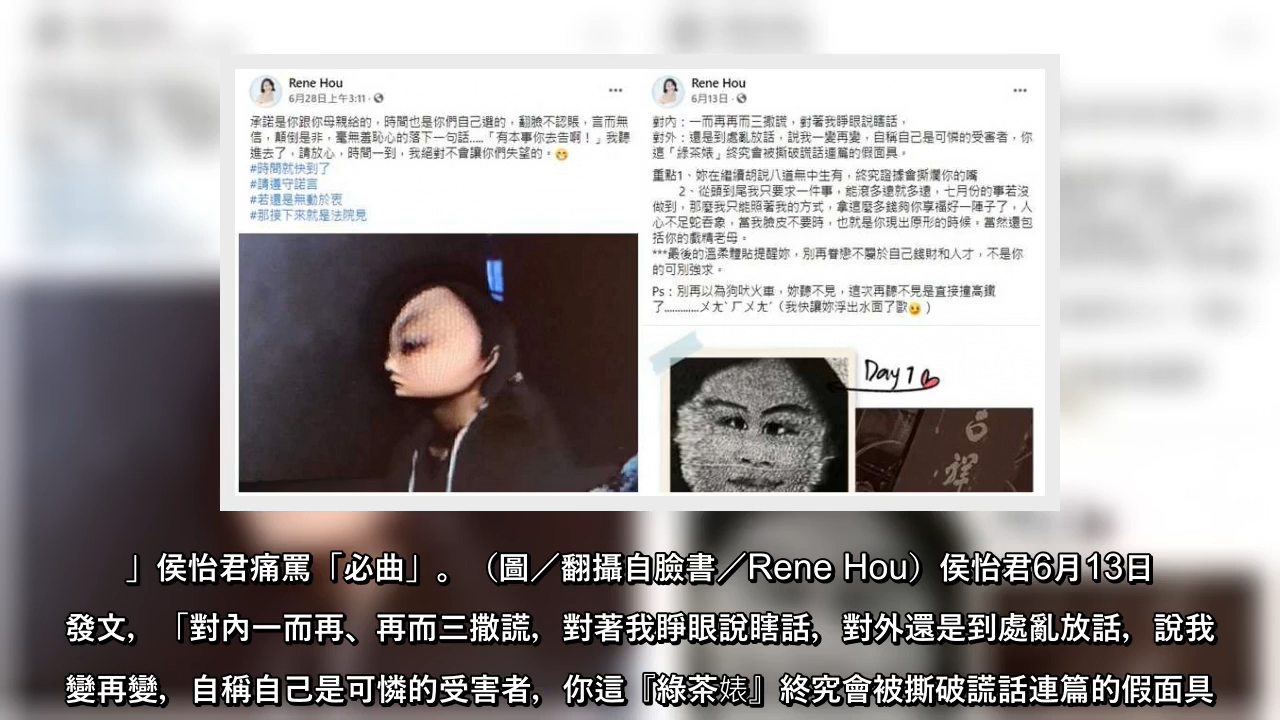 Rene Hou
6月28日上午3:11
承諾是你跟你母親給的，時間也是你們自己選的，翻臉不認賬，言而無
信，顛倒是非，毫無羞恥心的落下一句話....「有本事你去告啊！」我聽
進去了，請放心，時間一到，我絕對不會讓你們失望的。
#時間就快到了
#請遵守諾言
#若還是無動於衷
#那接下來就是法院見
Rene Hou
6月13日
對內：一而再再而三撒謊，對著我睜眼說瞎話，
對外：還是到處亂放話，說我一變再變，自稱自己是可憐的受害者，你
這「綠茶婊」終究會被撕破謊話連篇的假面具。
重點1、妳在繼續胡說八道無中生有，終究證據會撕爛你的嘴
2、從頭到尾我只要求一件事，能滾多遠就多遠，七月份的事若沒
做到，那麼我只能照著我的方式，拿這麼多錢夠你享福好一陣子了，人
心不足蛇吞象，當我臉皮不要時，也就是你現出原形的時候。當然還包
括你的戲精老母。
***最後的溫柔體貼提醒妳，別再眷戀不屬於自己錢財和人才，不是你
的可別強求。
Ps：別再以為狗吠火車，妳聽不見，這次再聽不見是直接撞高鐵
了............ㄨㄤˋㄏㄨㄤˊ（我快讓妳浮出水面了歐）
Day 1
」侯怡君痛罵「必曲」。（圖／翻攝自臉書／Rene Hou）侯怡君6月13日
發文，「對內一而再、再而三撒謊，對著我睜眼說瞎話，對外還是到處亂放話，說我
變再變，自稱自己是可憐的受害者，你這『綠茶婊』終究會被撕破謊話連篇的假面具